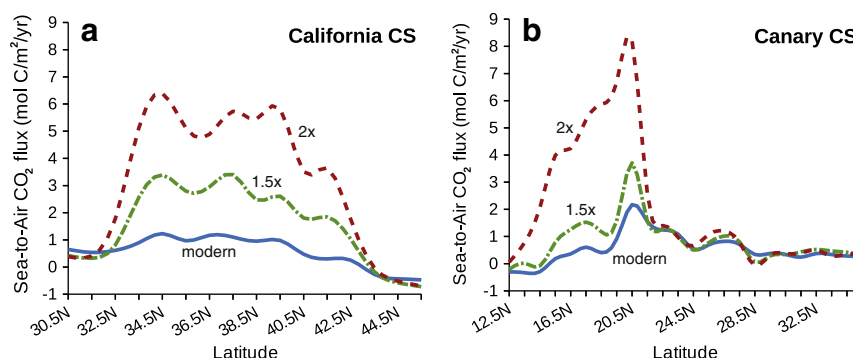 a
California CS
Sea-to-Air CO₂ flux (mol C/m²/yr)
9
8
7
6
5
4
3
2
1
0
-1
2x
1.5x
modern
30.5N 32.5N 34.5N 36.5N 38.5N 40.5N 42.5N 44.5N
Latitude
b
Canary CS
Sea-to-Air CO₂ flux (mol C/m²/yr)
9
8
7
6
5
4
3
2
1
0
-1
2x
1.5x
modern
12.5N 16.5N 20.5N 24.5N 28.5N 32.5N
Latitude